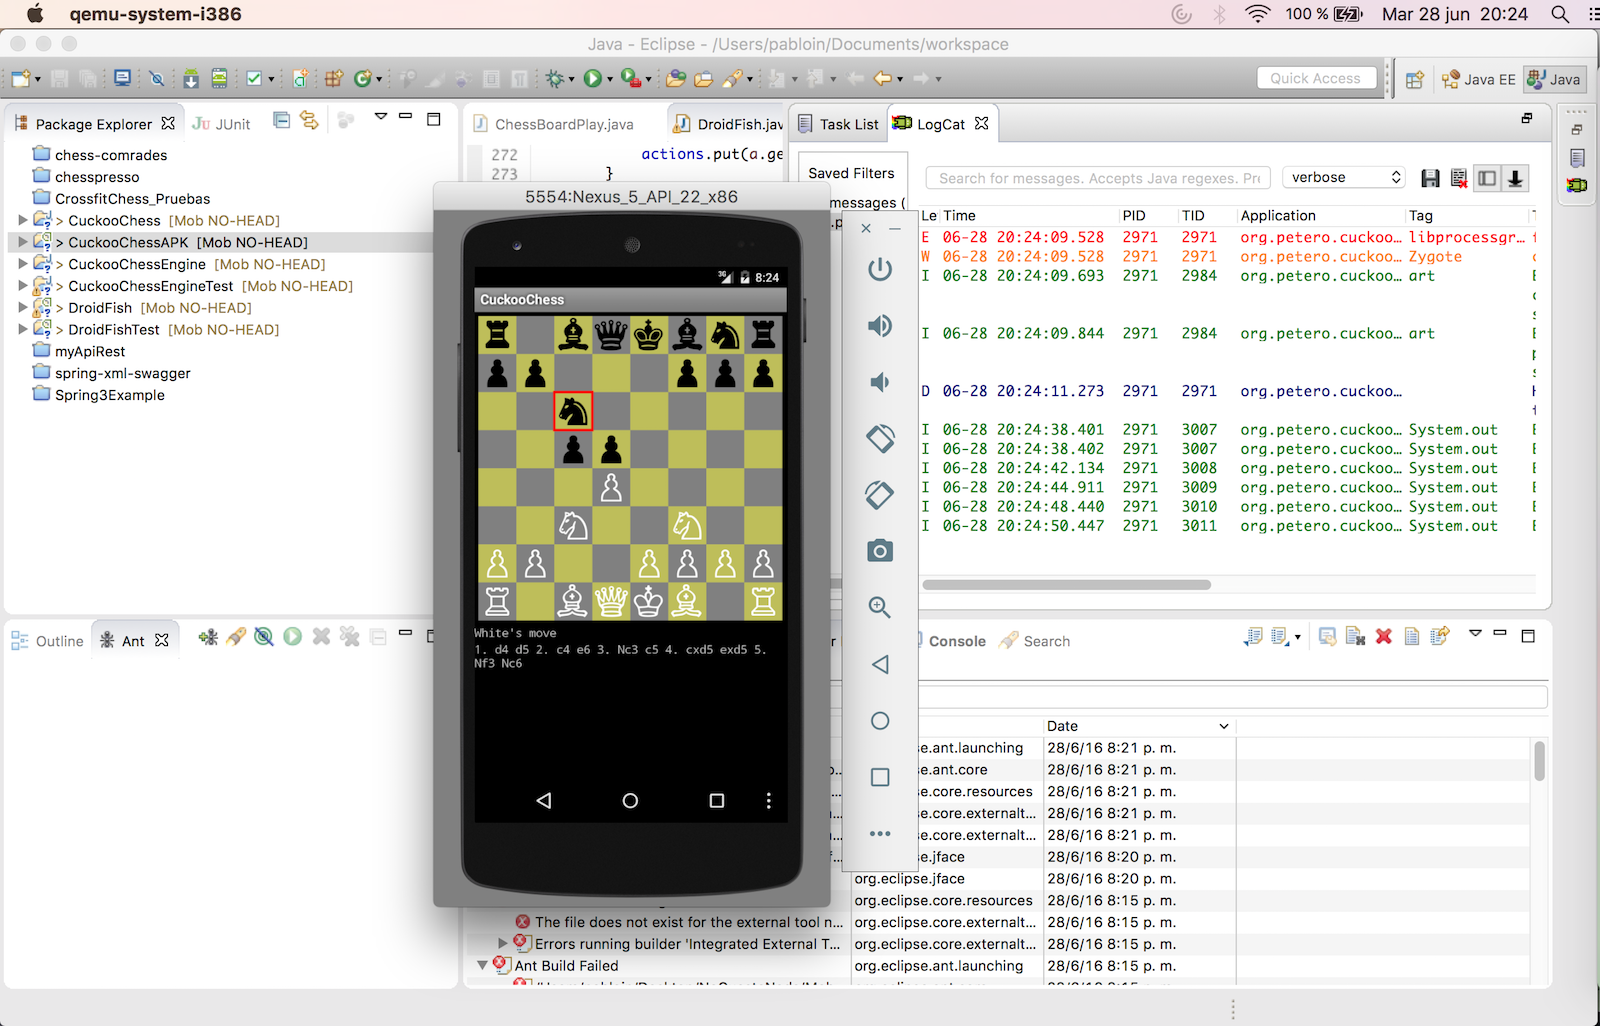 qemu-system-i386
100 %
Mar 28 jun 20:24
Java - Eclipse - /Users/pabloin/Documents/workspace
Quick Access
Java EE
Java
Package Explorer
JUnit
chess-comrades
chesspresso
CrossfitChess_Pruebas
> CuckooChess [Mob NO-HEAD]
> CuckooChessAPK [Mob NO-HEAD]
> CuckooChessEngine [Mob NO-HEAD]
> CuckooChessEngineTest [Mob NO-HEAD]
> DroidFish [Mob NO-HEAD]
> DroidFishTest [Mob NO-HEAD]
myApiRest
spring-xml-swagger
Spring3Example
Outline
Ant
ChessBoardPlay.java
DroidFish.jav
272 actions.put(a.ge
273 }
5554:Nexus_5_API_22_x86
3G
8:24
CuckooChess
White's move
1. d4 d5 2. c4 e6 3. Nc3 c5 4. cxd5 exd5 5.
Nf3 Nc6
Task List
LogCat
Saved Filters
messages (
Search for messages. Accepts Java regexes. Pr
verbose
Le Time PID TID Application Tag
E 06-28 20:24:09.528 2971 2971 org.petero.cuckoo… libprocessgr…
W 06-28 20:24:09.528 2971 2971 org.petero.cuckoo… Zygote
I 06-28 20:24:09.693 2971 2984 org.petero.cuckoo… art
I 06-28 20:24:09.844 2971 2984 org.petero.cuckoo… art
D 06-28 20:24:11.273 2971 2971 org.petero.cuckoo…
I 06-28 20:24:38.401 2971 3007 org.petero.cuckoo… System.out
I 06-28 20:24:38.402 2971 3007 org.petero.cuckoo… System.out
I 06-28 20:24:42.134 2971 3008 org.petero.cuckoo… System.out
I 06-28 20:24:44.911 2971 3009 org.petero.cuckoo… System.out
I 06-28 20:24:48.440 2971 3010 org.petero.cuckoo… System.out
I 06-28 20:24:50.447 2971 3011 org.petero.cuckoo… System.out
Console
Search
Date
se.ant.launching 28/6/16 8:21 p. m.
se.ant.core 28/6/16 8:21 p. m.
se.core.resources 28/6/16 8:21 p. m.
se.core.externalt... 28/6/16 8:21 p. m.
se.core.externalt... 28/6/16 8:21 p. m.
se.jface 28/6/16 8:20 p. m.
org.eclipse.jface 28/6/16 8:20 p. m.
org.eclipse.core.resources 28/6/16 8:15 p. m.
The file does not exist for the external tool n... org.eclipse.core.externalt... 28/6/16 8:15 p. m.
Errors running builder 'Integrated External T... org.eclipse.core.externalt... 28/6/16 8:15 p. m.
Ant Build Failed org.eclipse.ant.launching 28/6/16 8:15 p. m.